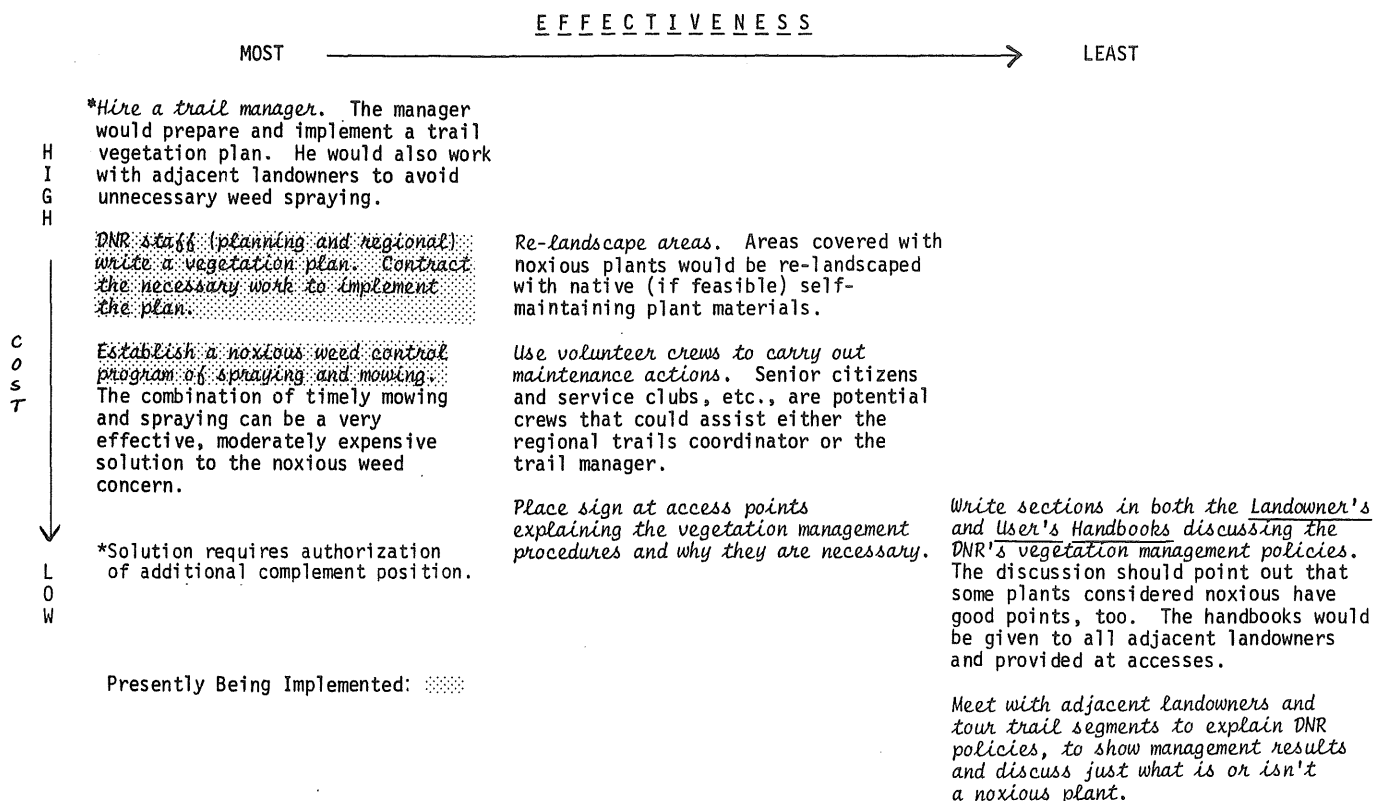 EFFECTIVENESS
MOST LEAST
HIGH
COST
LOW
*Hire a trail manager. The manager
would prepare and implement a trail
vegetation plan. He would also work
with adjacent landowners to avoid
unnecessary weed spraying.
DNR staff (planning and regional)
write a vegetation plan. Contract
the necessary work to implement
the plan.
Establish a noxious weed control
program of spraying and mowing.
The combination of timely mowing
and spraying can be a very
effective, moderately expensive
solution to the noxious weed
concern.
*Solution requires authorization
of additional complement position.
Presently Being Implemented:
Re-landscape areas. Areas covered with
noxious plants would be re-landscaped
with native (if feasible) self-
maintaining plant materials.
Use volunteer crews to carry out
maintenance actions. Senior citizens
and service clubs, etc., are potential
crews that could assist either the
regional trails coordinator or the
trail manager.
Place sign at access points
explaining the vegetation management
procedures and why they are necessary.
Write sections in both the Landowner's
and User's Handbooks discussing the
DNR's vegetation management policies.
The discussion should point out that
some plants considered noxious have
good points, too. The handbooks would
be given to all adjacent landowners
and provided at accesses.
Meet with adjacent landowners and
tour trail segments to explain DNR
policies, to show management results
and discuss just what is or isn't
a noxious plant.